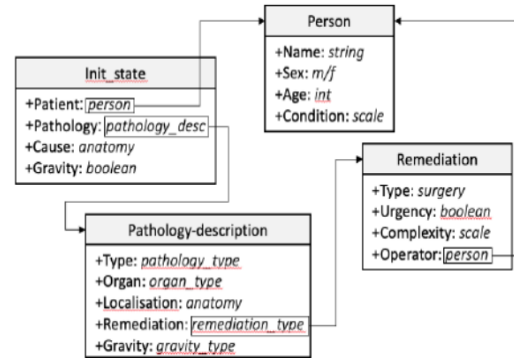 Person
+Name: string
+Sex: m/f
+Age: int
+Condition: scale
Init_state
+Patient: person
+Pathology: pathology_desc
+Cause: anatomy
+Gravity: boolean
Remediation
+Type: surgery
+Urgency: boolean
+Complexity: scale
+Operator: person
Pathology-description
+Type: pathology_type
+Organ: organ_type
+Localisation: anatomy
+Remediation: remediation_type
+Gravity: gravity_type